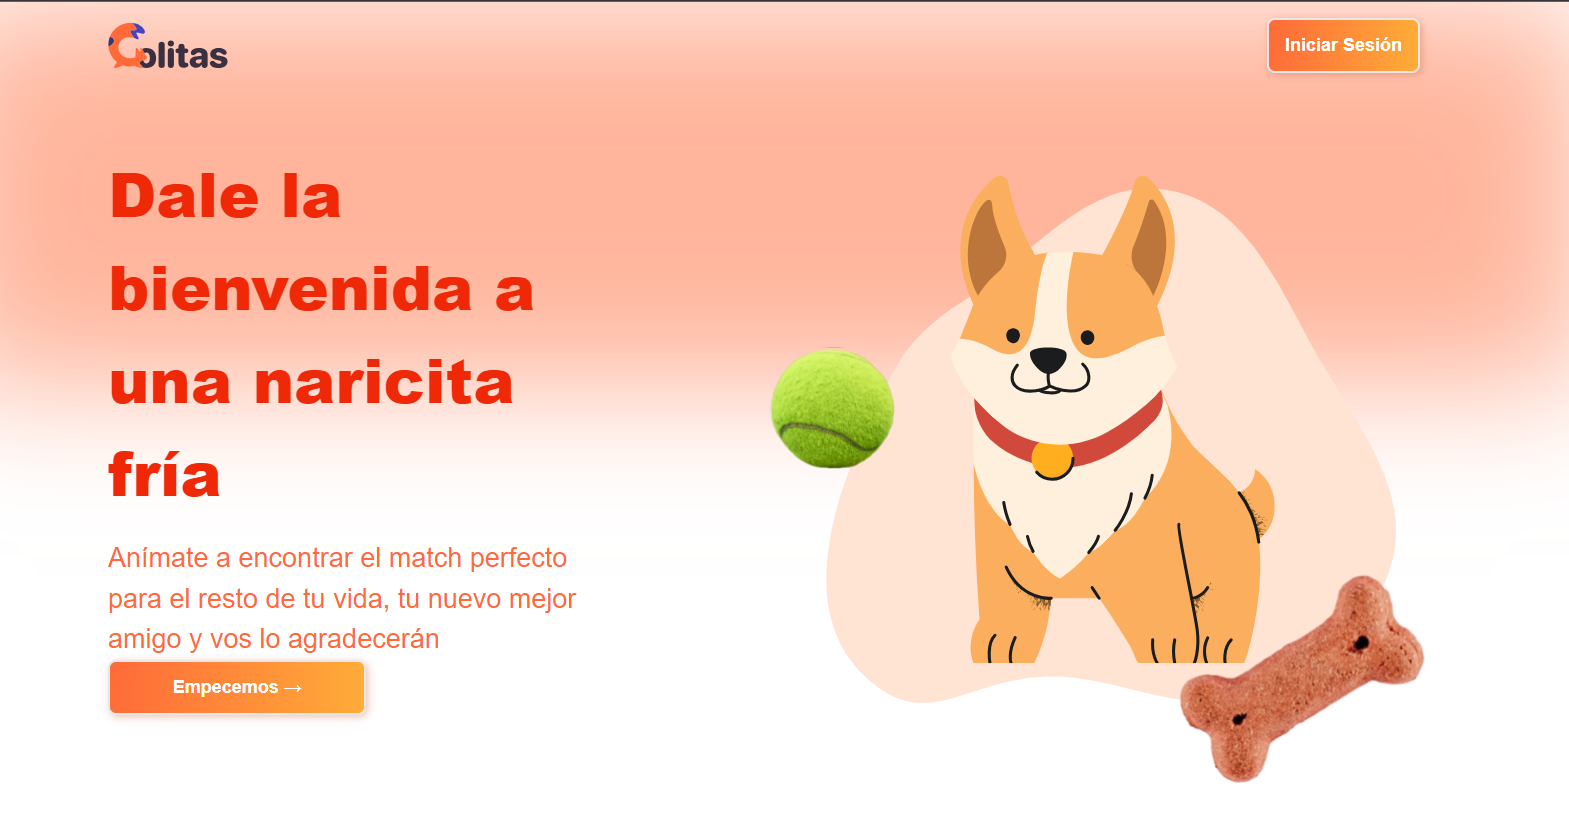 Colitas
Iniciar Sesión
Dale la
bienvenida a
una naricita
fría
Anímate a encontrar el match perfecto
para el resto de tu vida, tu nuevo mejor
amigo y vos lo agradecerán
Empecemos →